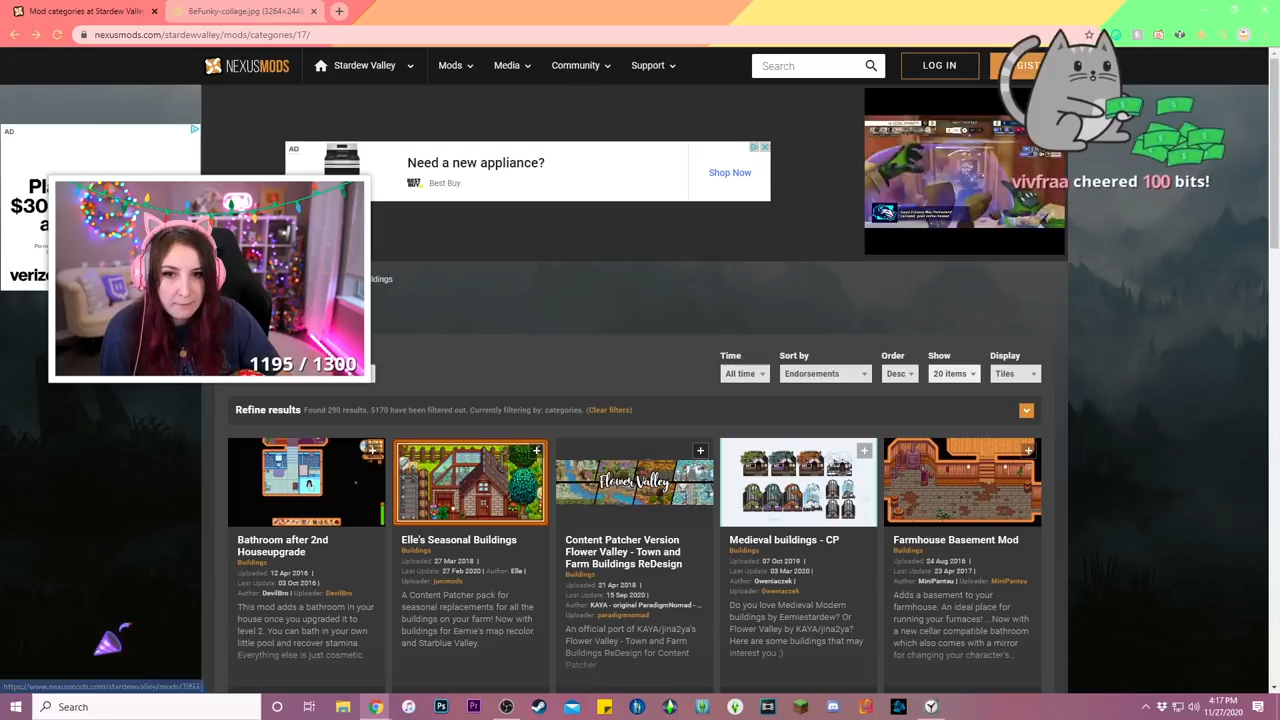 Mod categories at Stardew Valley
BeFunky-collage.jpg (3264×2448
nexusmods.com/stardewvalley/mods/categories/17/
NEXUSMODS
Stardew Valley
Mods
Media
Community
Support
Search
LOG IN
vivfraa cheered 100 bits!
AD
AD
Need a new appliance?
Best Buy
Shop Now
$30
verizo
1195 / 1300
Time
Sort by
Order
Show
Display
All time
Endorsements
Desc
20 items
Tiles
Refine results Found 290 results. 5170 have been filtered out. Currently filtering by: categories. (Clear filters)
Flower Valley
Bathroom after 2nd
Houseupgrade
Buildings
Uploaded: 12 Apr 2016 |
Last Update: 03 Oct 2016 |
Author: DevilBro | Uploader: DevilBro
This mod adds a bathroom in your
house once you upgraded it to
level 2. You can bath in your own
little pool and recover stamina.
Everything else is just cosmetic.
Elle's Seasonal Buildings
Buildings
Uploaded: 27 Mar 2018 |
Last Update: 27 Feb 2020 | Author: Elle |
Uploader: junimods
A Content Patcher pack for
seasonal replacements for all the
buildings on your farm! Now with
buildings for Eemie's map recolor
and Starblue Valley.
Content Patcher Version
Flower Valley - Town and
Farm Buildings ReDesign
Buildings
Uploaded: 21 Apr 2018 |
Last Update: 15 Sep 2020 |
Author: KAYA - original ParadigmNomad - ...
Uploader: paradigmnomad
An official port of KAYA/jina2ya's
Flower Valley - Town and Farm
Buildings ReDesign for Content
Patcher
Medieval buildings - CP
Buildings
Uploaded: 07 Oct 2019 |
Last Update: 03 Mar 2020 |
Author: Gweniaczek |
Uploader: Gweniaczek
Do you love Medieval Modern
buildings by Eemiestardew? Or
Flower Valley by KAYA/jina2ya?
Here are some buildings that may
interest you ;)
Farmhouse Basement Mod
Buildings
Uploaded: 24 Aug 2016 |
Last Update: 23 Apr 2017 |
Author: MiniPantsu | Uploader: MiniPantsu
Adds a basement to your
farmhouse. An ideal place for
running your furnaces! ...Now with
a new cellar compatible bathroom
which also comes with a mirror
for changing your character's...
https://www.nexusmods.com/stardewvalley/mods/1993
Search
4:17 PM
11/27/2020